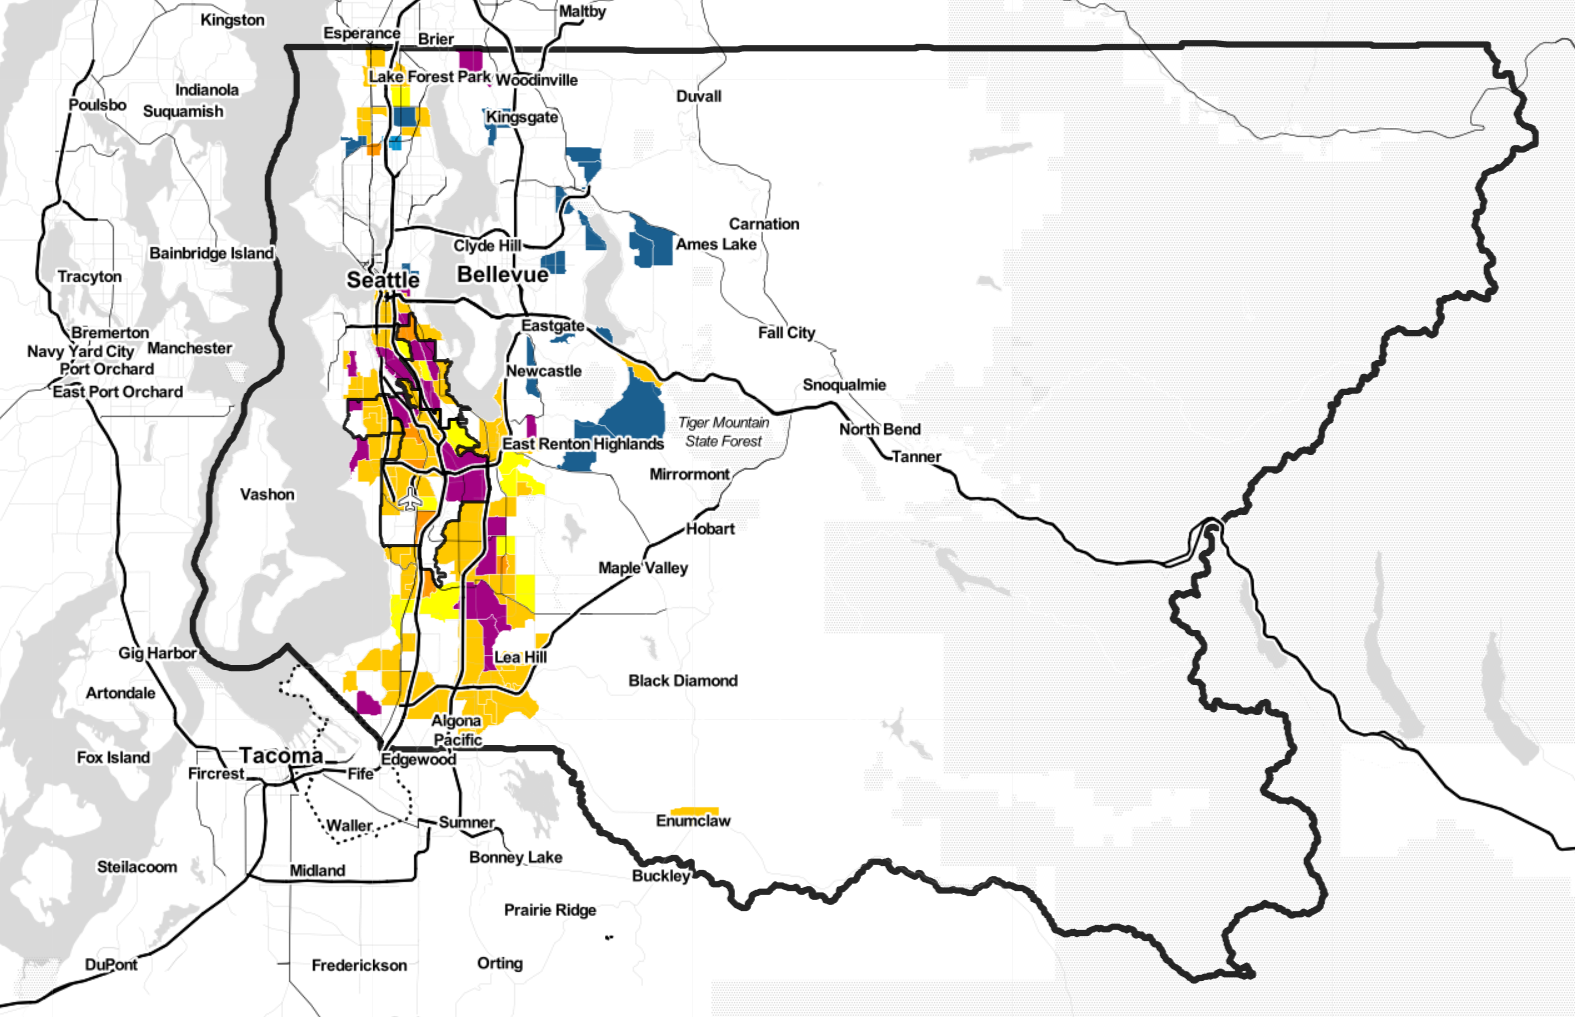 Maltby
Kingston
Esperance
Brier
Lake Forest Park
Woodinville
Indianola
Duvall
Poulsbo
Suquamish
Kingsgate
Carnation
Clyde Hill
Ames Lake
Bainbridge Island
Seattle
Bellevue
Tracyton
Eastgate
Bremerton
Fall City
Navy Yard City
Manchester
Port Orchard
Newcastle
Snoqualmie
East Port Orchard
Tiger Mountain
State Forest
North Bend
East Renton Highlands
Tanner
Mirrormont
Vashon
Hobart
Maple Valley
Gig Harbor
Lea Hill
Black Diamond
Artondale
Algona
Pacific
Tacoma
Fox Island
Edgewood
Fircrest
Fife
Enumclaw
Waller
Sumner
Bonney Lake
Steilacoom
Midland
Buckley
Prairie Ridge
DuPont
Frederickson
Orting